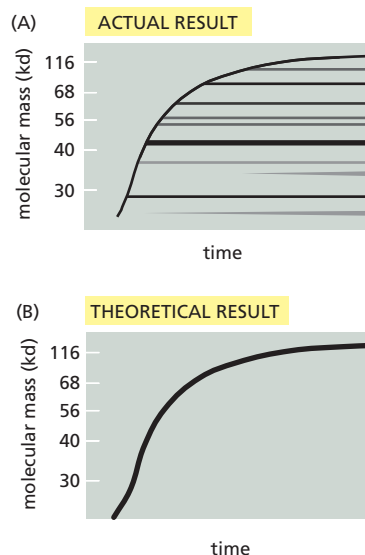 (A)
ACTUAL RESULT
molecular mass (kd)
116
68
56
40
30
time
(B)
THEORETICAL RESULT
molecular mass (kd)
116
68
56
40
30
time